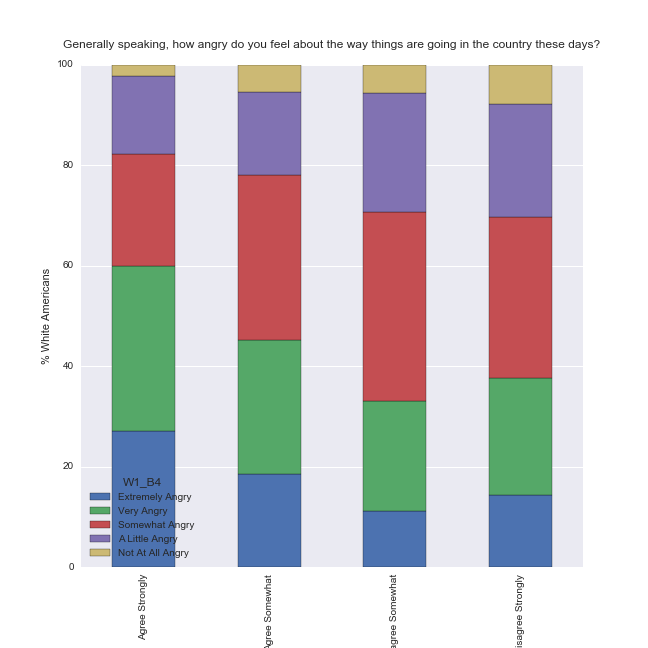 Generally speaking, how angry do you feel about the way things are going in the country these days?
100
80
60
40
20
0
% White Americans
W1_B4
Extremely Angry
Very Angry
Somewhat Angry
A Little Angry
Not At All Angry
Agree Strongly
Agree Somewhat
agree Somewhat
isagree Strongly